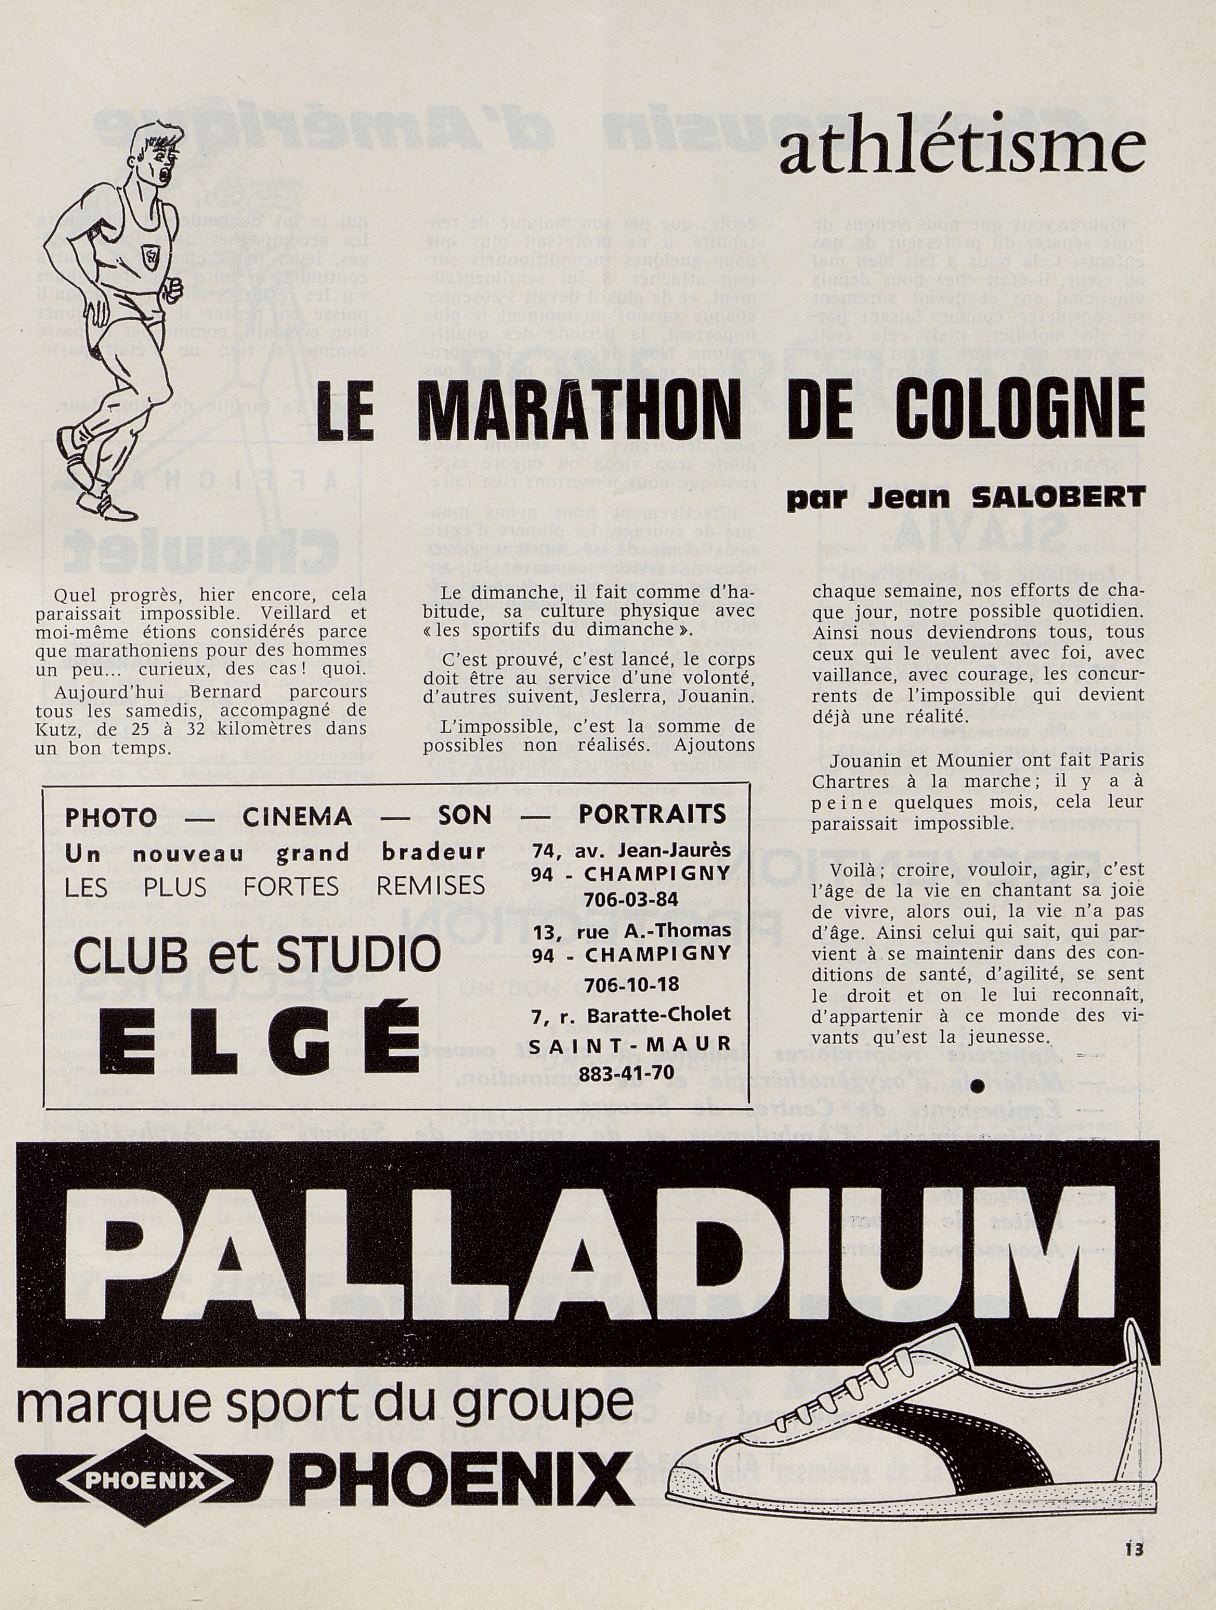 athlétisme
LE MARATHON DE COLOGNE
par Jean SALOBERT
Quel progrès, hier encore, cela
paraissait impossible. Veillard et
moi-même étions considérés parce
que marathoniens pour des hommes
un peu... curieux, des cas! quoi.
Aujourd'hui Bernard parcours
tous les samedis, accompagné de
Kutz, de 25 à 32 kilomètres dans
un bon temps.
Le dimanche, il fait comme d'ha-
bitude, sa culture physique avec
« les sportifs du dimanche ».
C'est prouvé, c'est lancé, le corps
doit être au service d'une volonté,
d'autres suivent, Jeslerra, Jouanin.
L'impossible, c'est la somme de
possibles non réalisés. Ajoutons
chaque semaine, nos efforts de cha-
que jour, notre possible quotidien.
Ainsi nous deviendrons tous, tous
ceux qui le veulent avec foi, avec
vaillance, avec courage, les concur-
rents de l'impossible qui devient
déjà une réalité.
Jouanin et Mounier ont fait Paris
Chartres à la marche; il y a à
peine quelques mois, cela leur
paraissait impossible.
Voilà; croire, vouloir, agir, c'est
l'âge de la vie en chantant sa joie
de vivre, alors oui, la vie n'a pas
d'âge. Ainsi celui qui sait, qui par-
vient à se maintenir dans des con-
ditions de santé, d'agilité, se sent
le droit et on le lui reconnaît,
d'appartenir à ce monde des vi-
vants qu'est la jeunesse.
PHOTO — CINEMA — SON — PORTRAITS
Un nouveau grand bradeur
LES PLUS FORTES REMISES
CLUB et STUDIO
ELGÉ
74, av. Jean-Jaurès
94 - CHAMPIGNY
706-03-84
13, rue A.-Thomas
94 - CHAMPIGNY
706-10-18
7, r. Baratte-Cholet
SAINT-MAUR
883-41-70
PALLADIUM
marque sport du groupe
PHOENIX PHOENIX
13